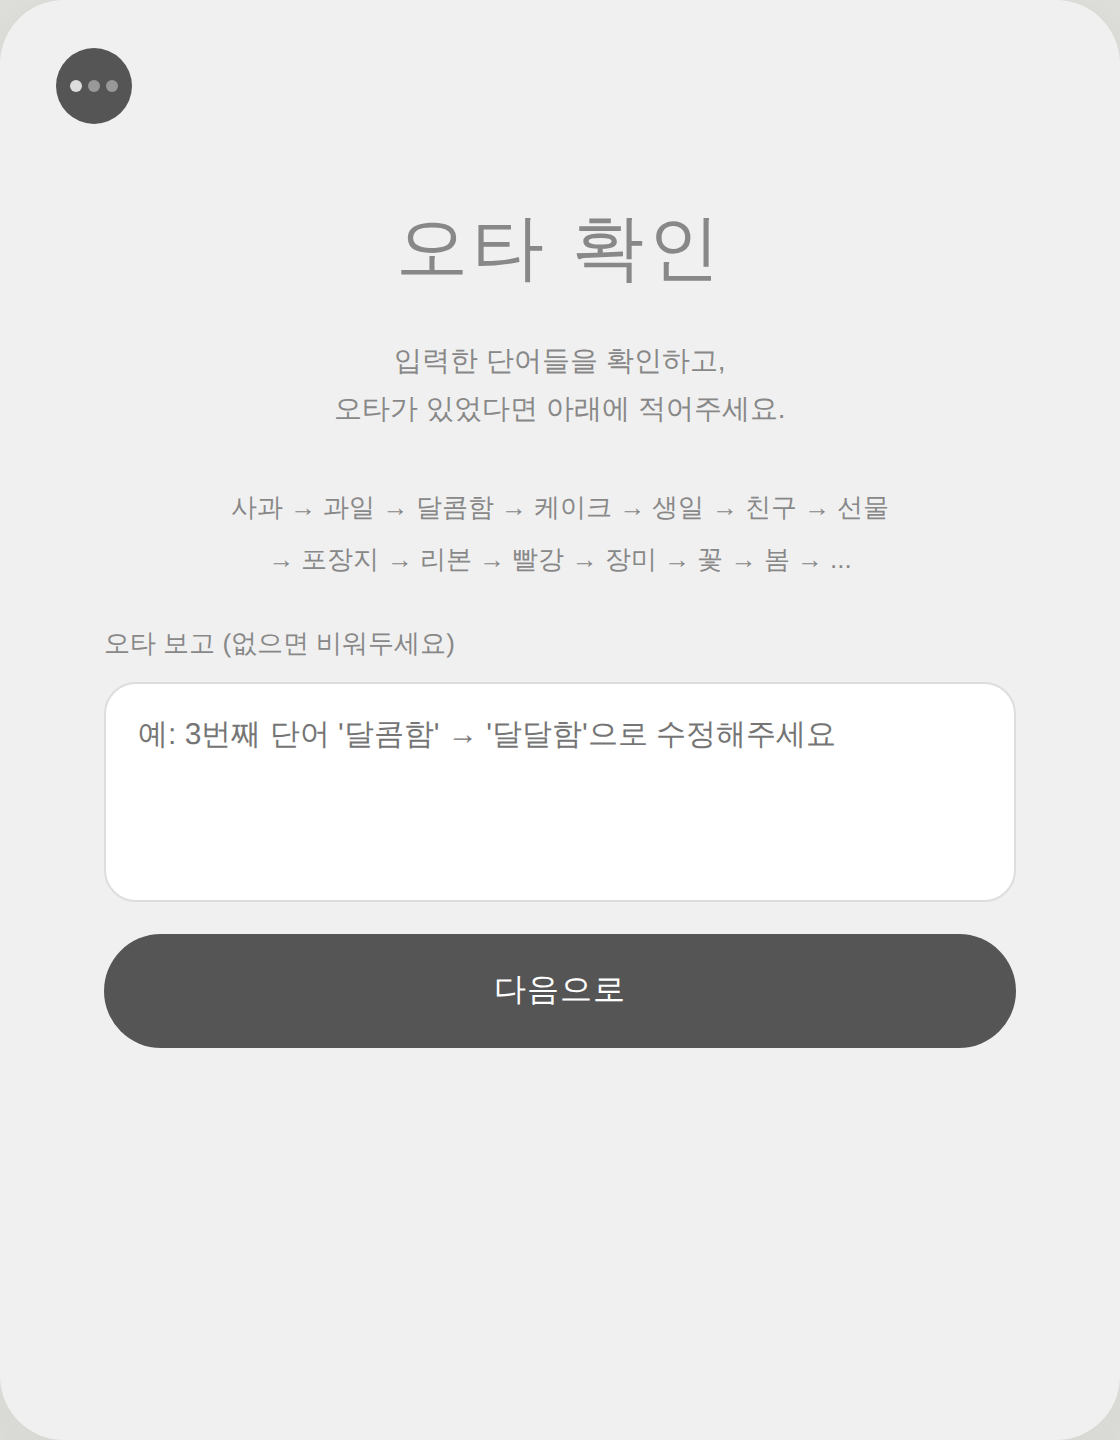 오타 확인
입력한 단어들을 확인하고,
오타가 있었다면 아래에 적어주세요.
사과 → 과일 → 달콤함 → 케이크 → 생일 → 친구 → 선물
→ 포장지 → 리본 → 빨강 → 장미 → 꽃 → 봄 → ...
오타 보고 (없으면 비워두세요)
예: 3번째 단어 '달콤함' → '달달함'으로 수정해주세요
다음으로